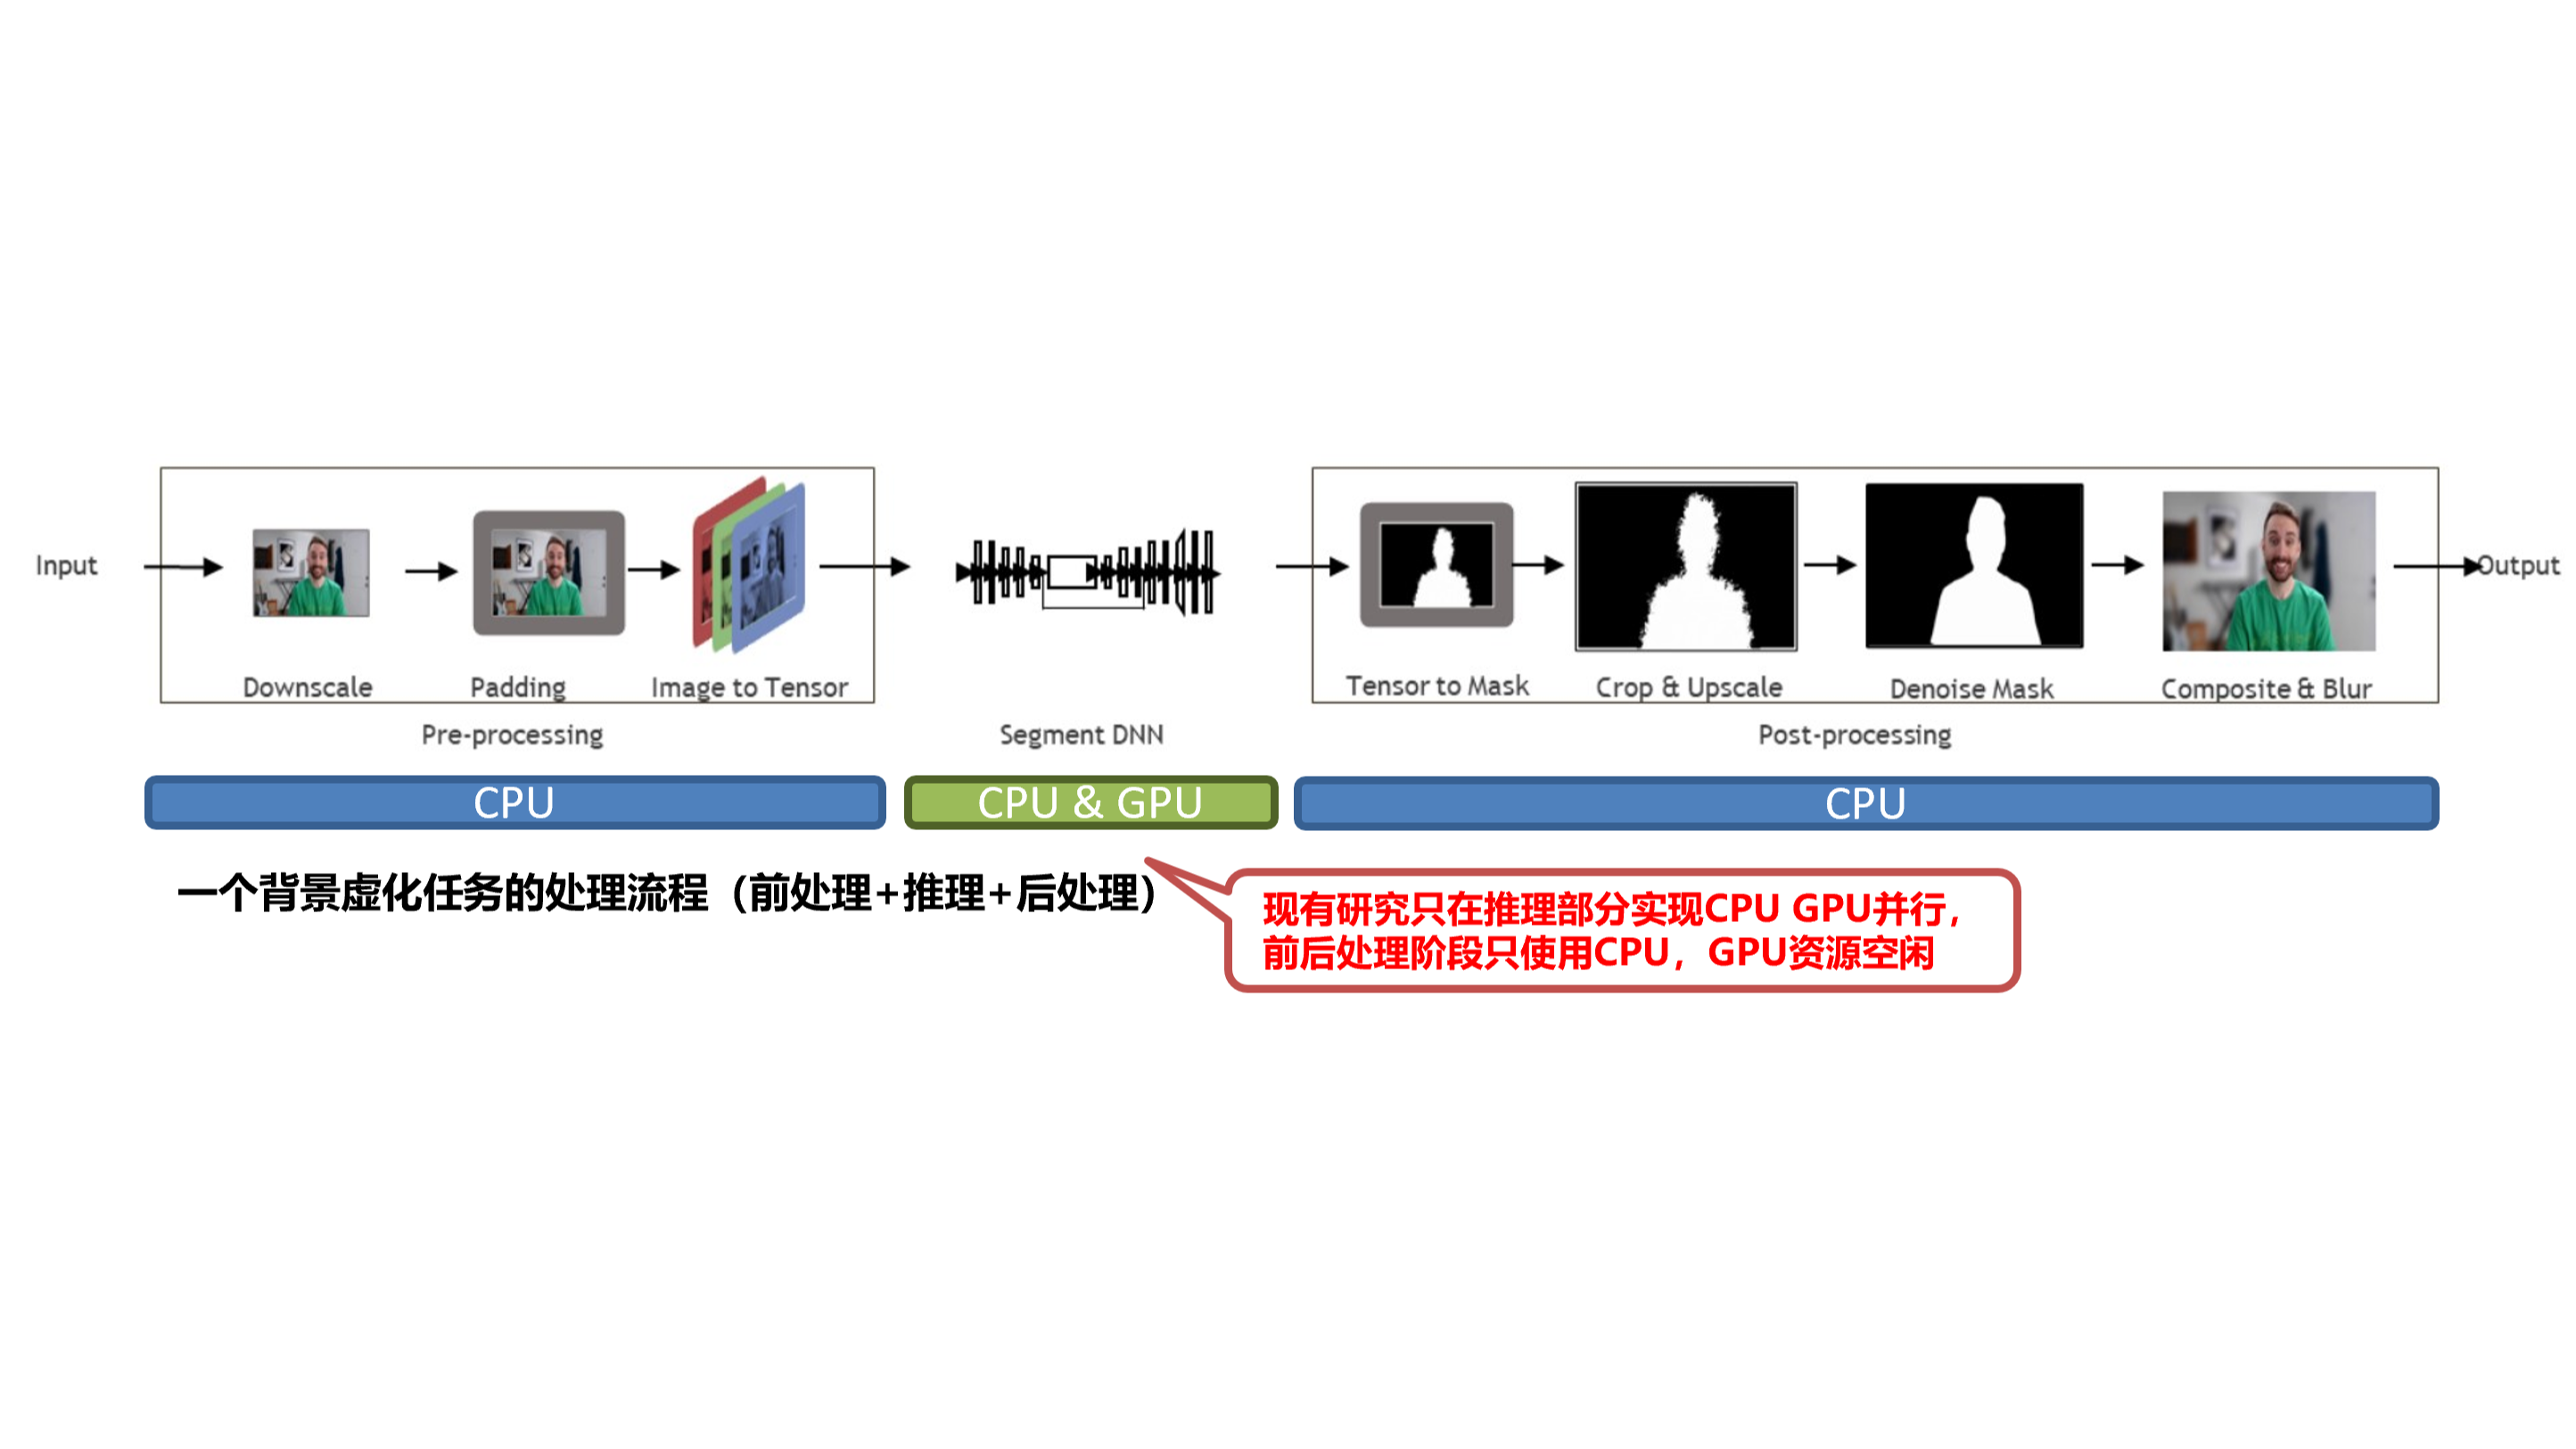 Input
Downscale
Padding
Image to Tensor
Tensor to Mask
Crop & Upscale
Denoise Mask
Composite & Blur
Output
Pre-processing
Segment DNN
Post-processing
CPU
CPU & GPU
CPU
一个背景虚化任务的处理流程（前处理+推理+后处理）
现有研究只在推理部分实现CPU GPU并行，
前后处理阶段只使用CPU，GPU资源空闲